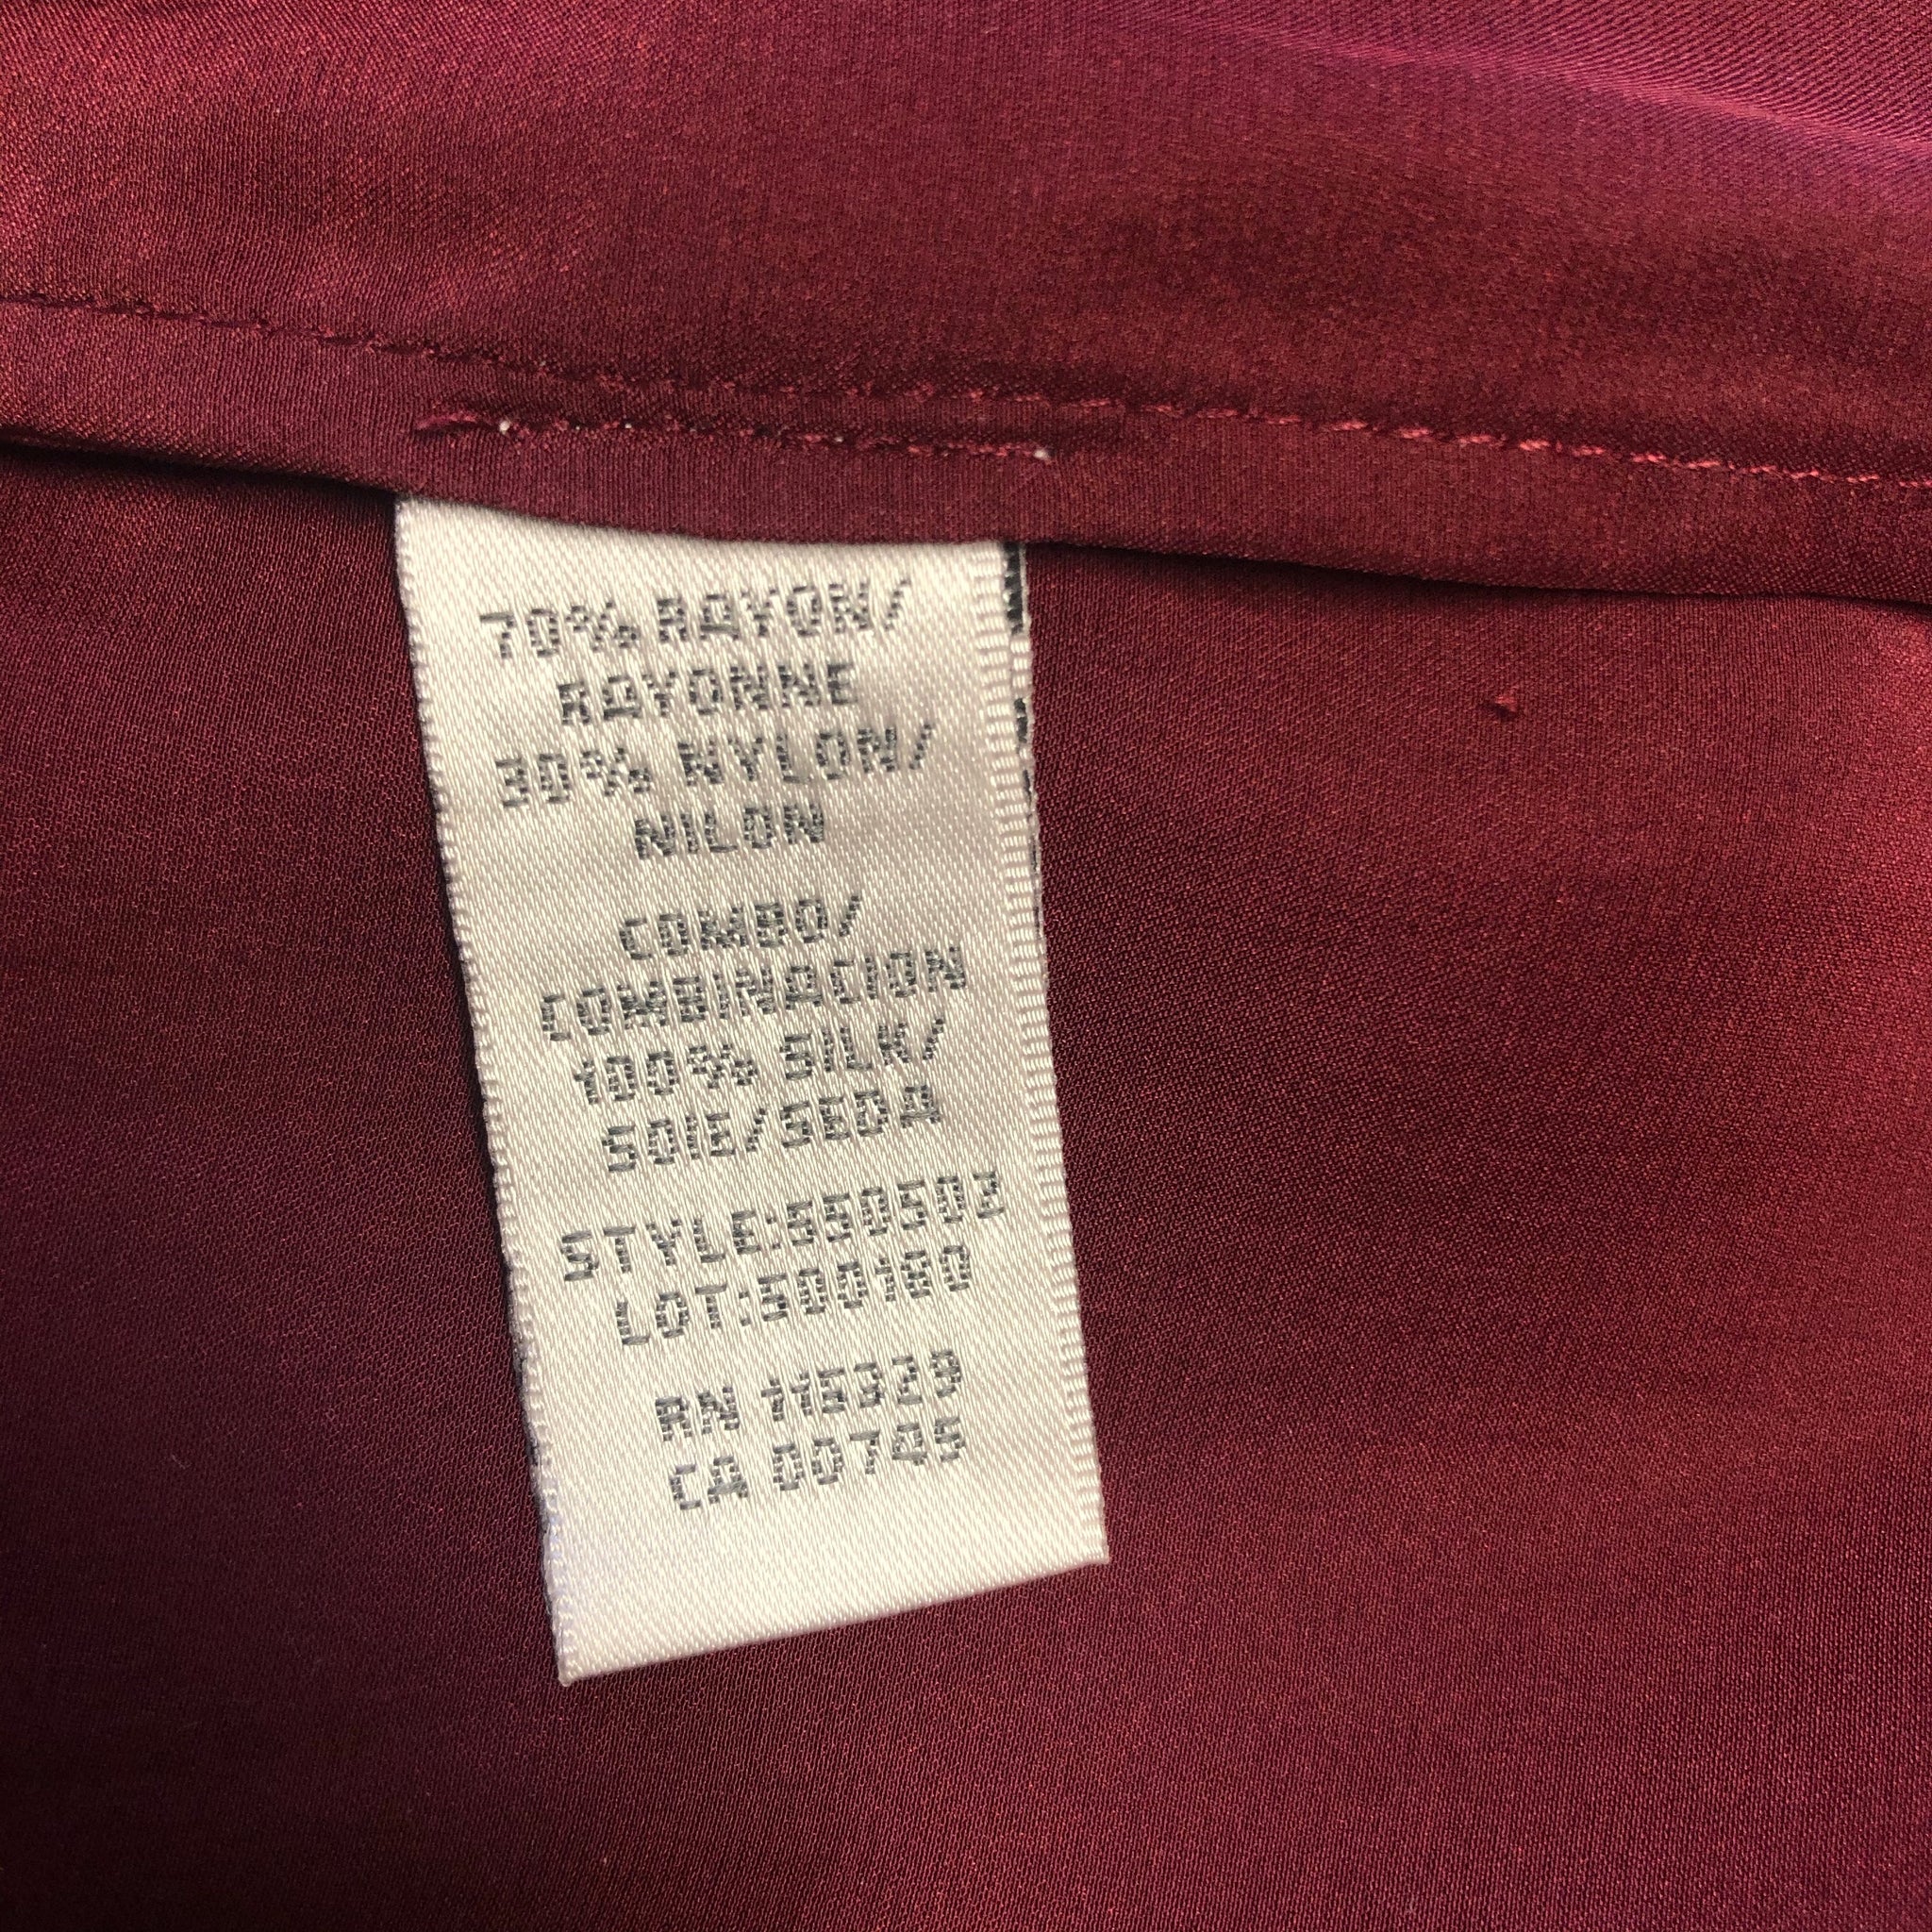 70% RAYON/
RAYONNE
30% NYLON/
NILON
COMBO/
COMBINACION
100% SILK/
SOIE/SEDA
STYLE:550502
LOT:500180
RN 115329
CA 00745